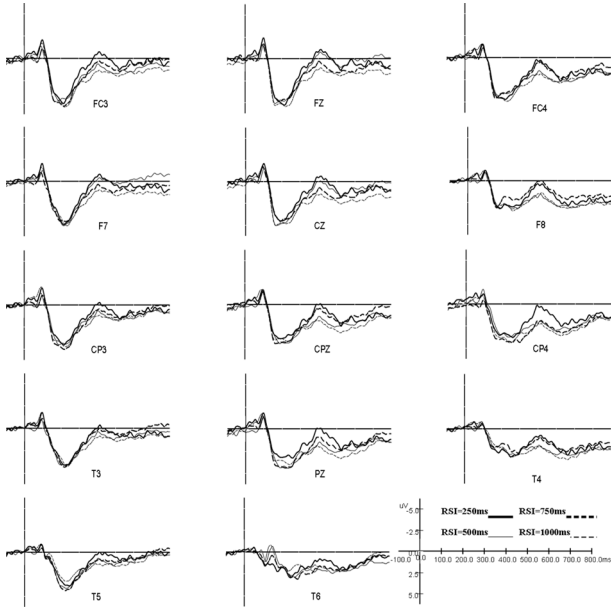 FC3 FZ FC4
F7 CZ F8
CP3 CPZ CP4
T3 PZ T4
uV
-5.0
RSI=250ms RSI=750ms
-2.5
RSI=500ms RSI=1000ms
-100.0 0.0 100.0 200.0 300.0 400.0 500.0 600.0 700.0 800.0ms
2.5
5.0
T5 T6